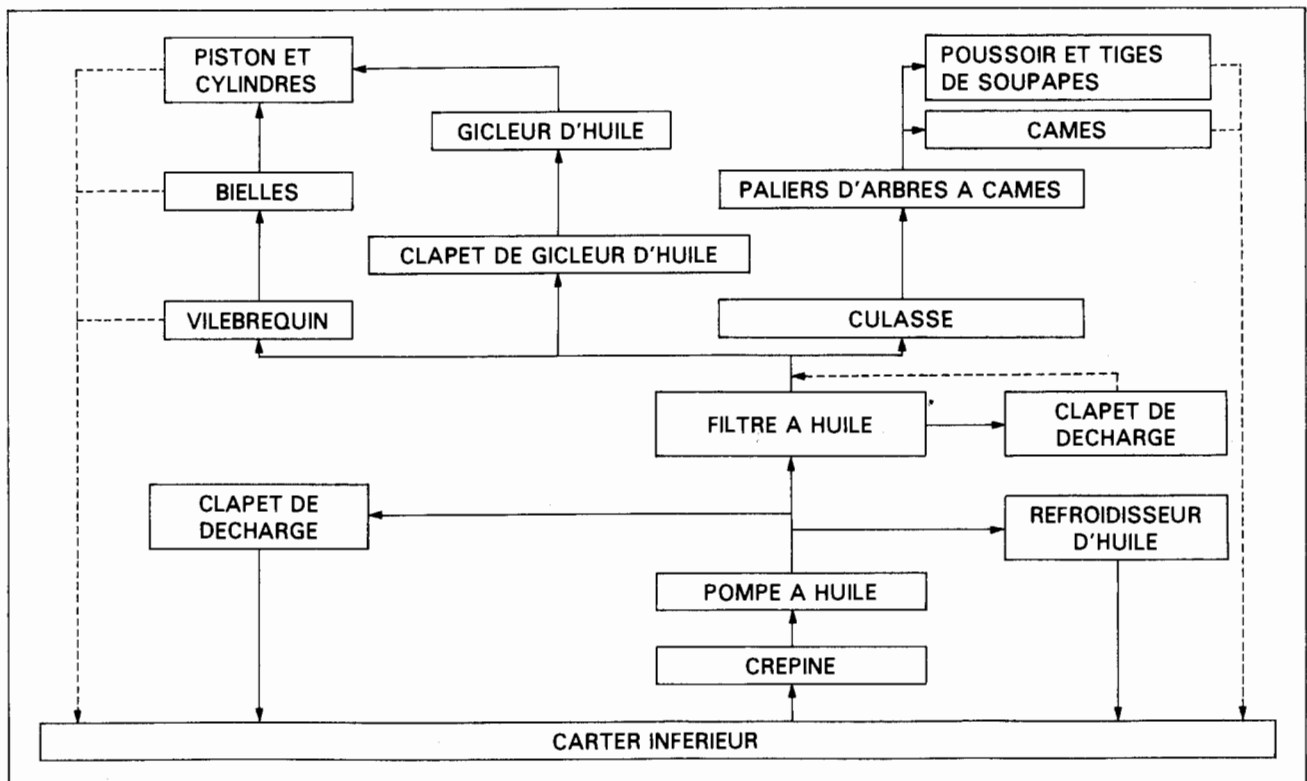 PISTON ET
CYLINDRES
POUSSOIR ET TIGES
DE SOUPAPES
GICLEUR D'HUILE
CAMES
BIELLES
PALIERS D'ARBRES A CAMES
CLAPET DE GICLEUR D'HUILE
VILEBREQUIN
CULASSE
FILTRE A HUILE
CLAPET DE
DECHARGE
CLAPET DE
DECHARGE
REFROIDISSEUR
D'HUILE
POMPE A HUILE
CREPINE
CARTER INFERIEUR